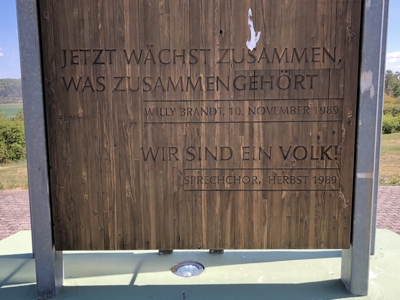 JETZT WÄCHST ZUSAMMEN,
WAS ZUSAMMENGEHÖRT
WILLY BRANDT, 10. NOVEMBER 1989
WIR SIND EIN VOLK!
SPRECHCHOR, HERBST 1989